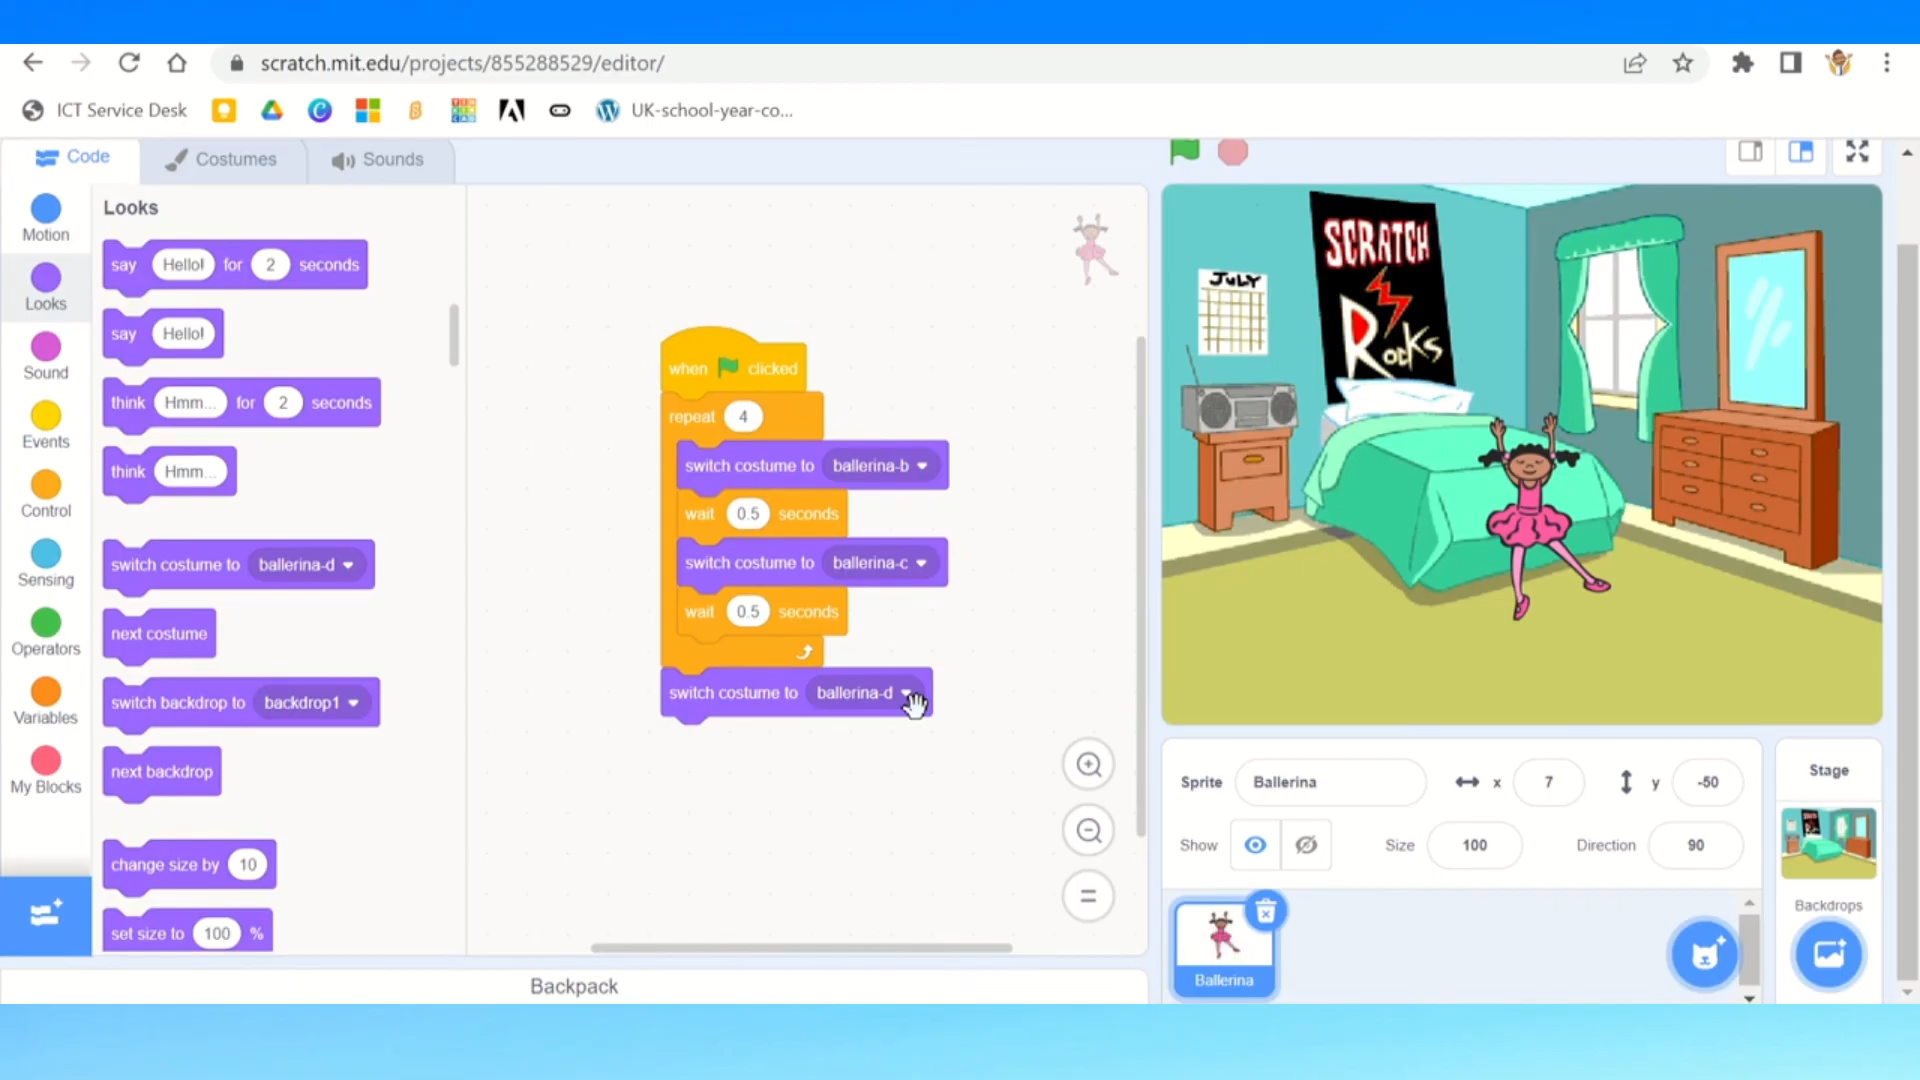 scratch.mit.edu/projects/855288529/editor/
ICT Service Desk
UK-school-year-co...
Code
Costumes
Sounds
Motion
Looks
Sound
Events
Control
Sensing
Operators
Variables
My Blocks
Looks
say Hello! for 2 seconds
say Hello!
think Hmm... for 2 seconds
think Hmm...
switch costume to ballerina-d
next costume
switch backdrop to backdrop1
next backdrop
change size by 10
set size to 100 %
when clicked
repeat 4
switch costume to ballerina-b
wait 0.5 seconds
switch costume to ballerina-c
wait 0.5 seconds
switch costume to ballerina-d
Backpack
JULY
SCRATCH
Rocks
Sprite Ballerina x 7 y -50
Show Size 100 Direction 90
Ballerina
Stage
Backdrops